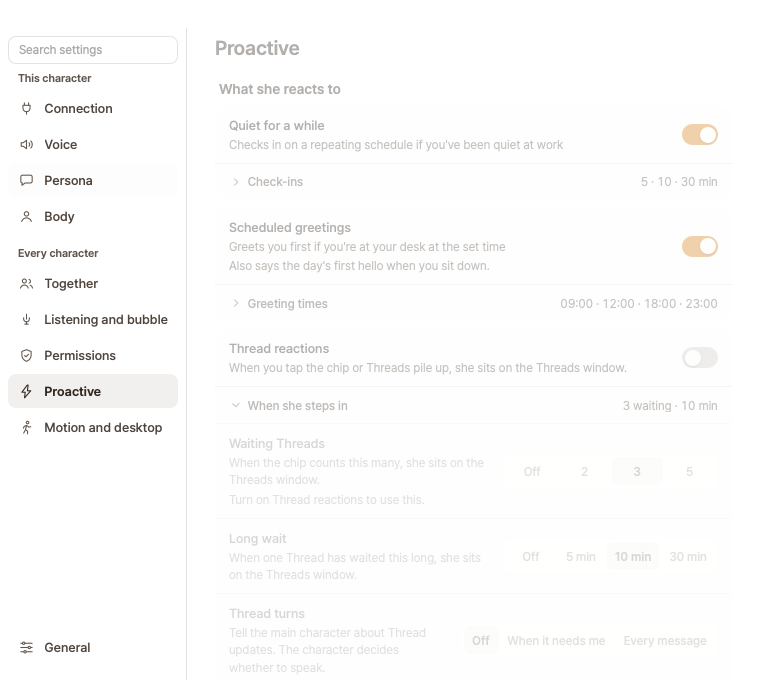 Search settings
This character
Connection
Voice
Persona
Body
Every character
Together
Listening and bubble
Permissions
Proactive
Motion and desktop
General
Proactive
What she reacts to
Quiet for a while
Checks in on a repeating schedule if you've been quiet at work
Check-ins
5 · 10 · 30 min
Scheduled greetings
Greets you first if you're at your desk at the set time
Also says the day's first hello when you sit down.
Greeting times
09:00 · 12:00 · 18:00 · 23:00
Thread reactions
When you tap the chip or Threads pile up, she sits on the Threads window.
When she steps in
3 waiting · 10 min
Waiting Threads
When the chip counts this many, she sits on the
Threads window.
Turn on Thread reactions to use this.
Off 2 3 5
Long wait
When one Thread has waited this long, she sits
on the Threads window.
Off 5 min 10 min 30 min
Thread turns
Tell the main character about Thread
updates. The character decides
whether to speak.
Off When it needs me Every message